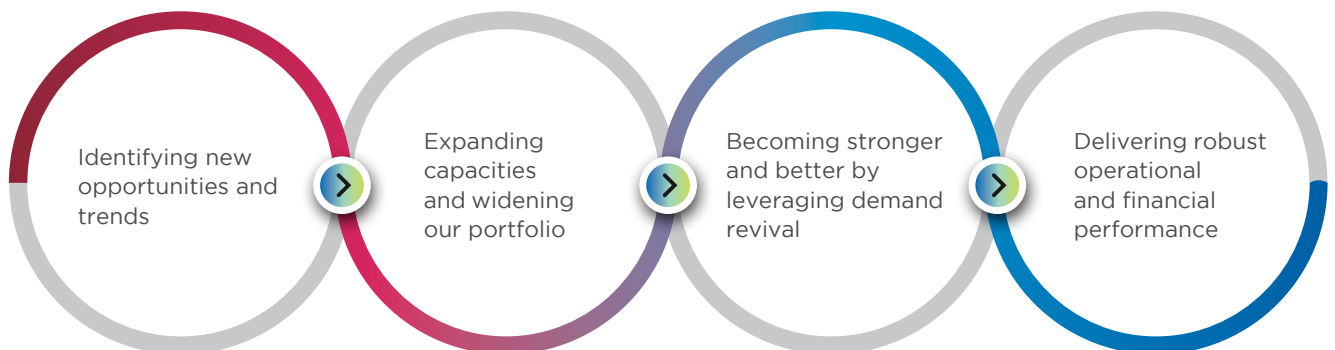 Identifying new
opportunities and
trends
Expanding
capacities
and widening
our portfolio
Becoming stronger
and better by
leveraging demand
revival
Delivering robust
operational
and financial
performance